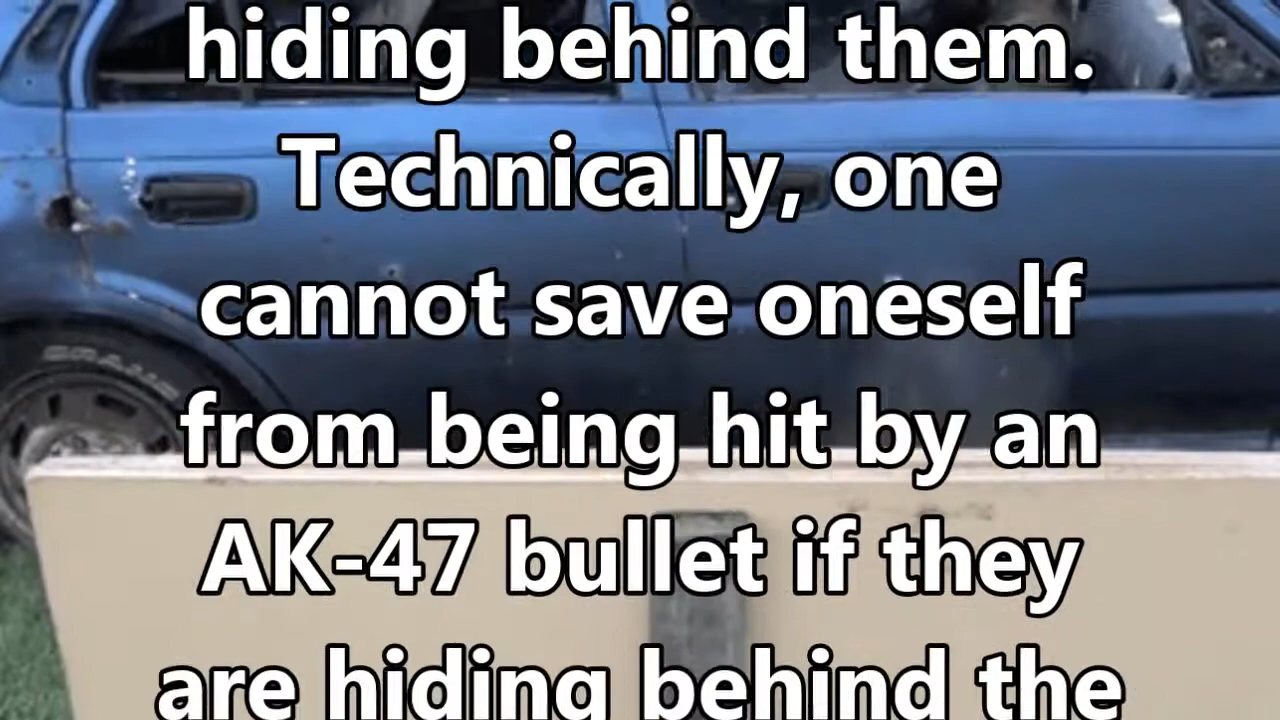 hiding behind them.
Technically, one
cannot save oneself
from being hit by an
AK-47 bullet if they
are hiding behind the